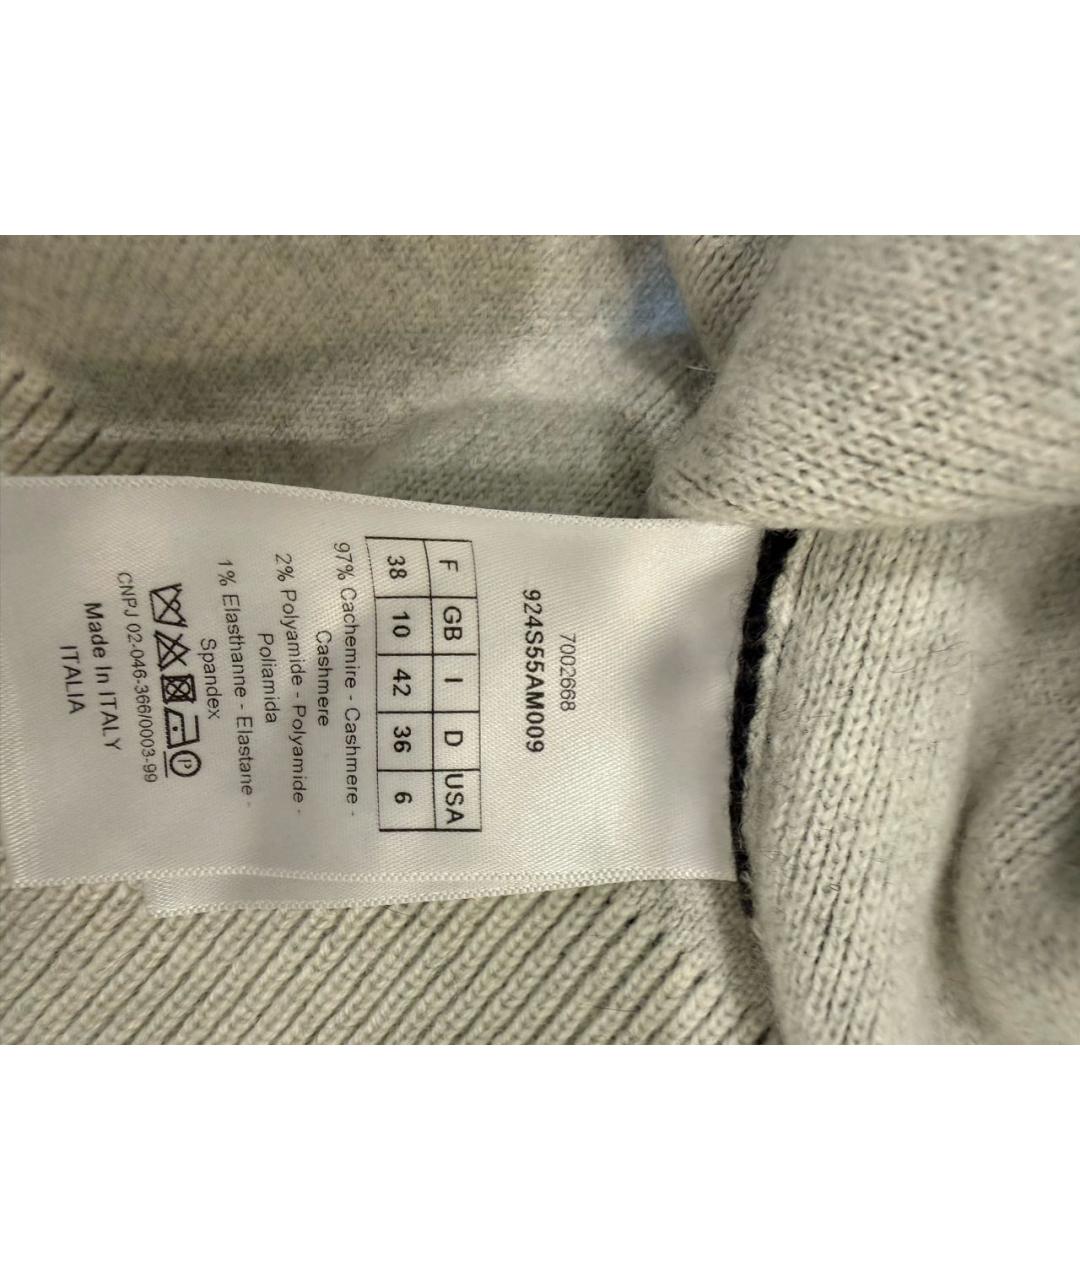 7002668
924S55AM009
F GB I D USA
38 10 42 36 6
97% Cachemire - Cashmere -
Cashmere
2% Polyamide - Polyamide -
Poliamida
1% Elasthanne - Elastane -
Spandex
P
CNPJ 02-046-366/0003-99
Made In ITALY
ITALIA